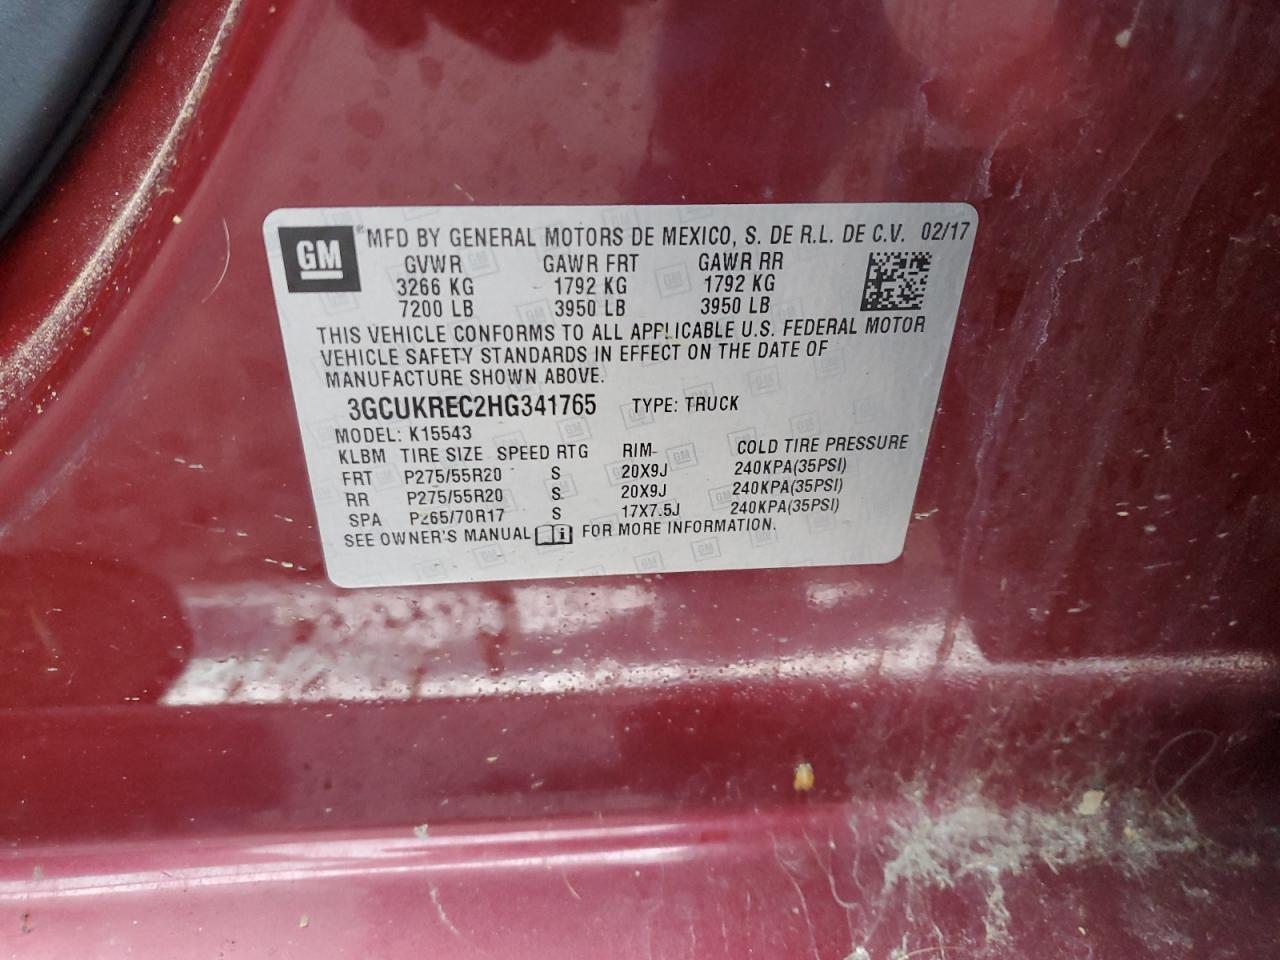 GM ® MFD BY GENERAL MOTORS DE MEXICO, S. DE R.L. DE C.V. 02/17
GVWR GAWR FRT GAWR RR
3266 KG 1792 KG 1792 KG
7200 LB 3950 LB 3950 LB
THIS VEHICLE CONFORMS TO ALL APPLICABLE U.S. FEDERAL MOTOR
VEHICLE SAFETY STANDARDS IN EFFECT ON THE DATE OF
MANUFACTURE SHOWN ABOVE.
3GCUKREC2HG341765 TYPE: TRUCK
MODEL: K15543
KLBM TIRE SIZE SPEED RTG RIM COLD TIRE PRESSURE
FRT P275/55R20 S 20X9J 240KPA(35PSI)
RR P275/55R20 S 20X9J 240KPA(35PSI)
SPA P265/70R17 S 17X7.5J 240KPA(35PSI)
SEE OWNER'S MANUAL i FOR MORE INFORMATION.